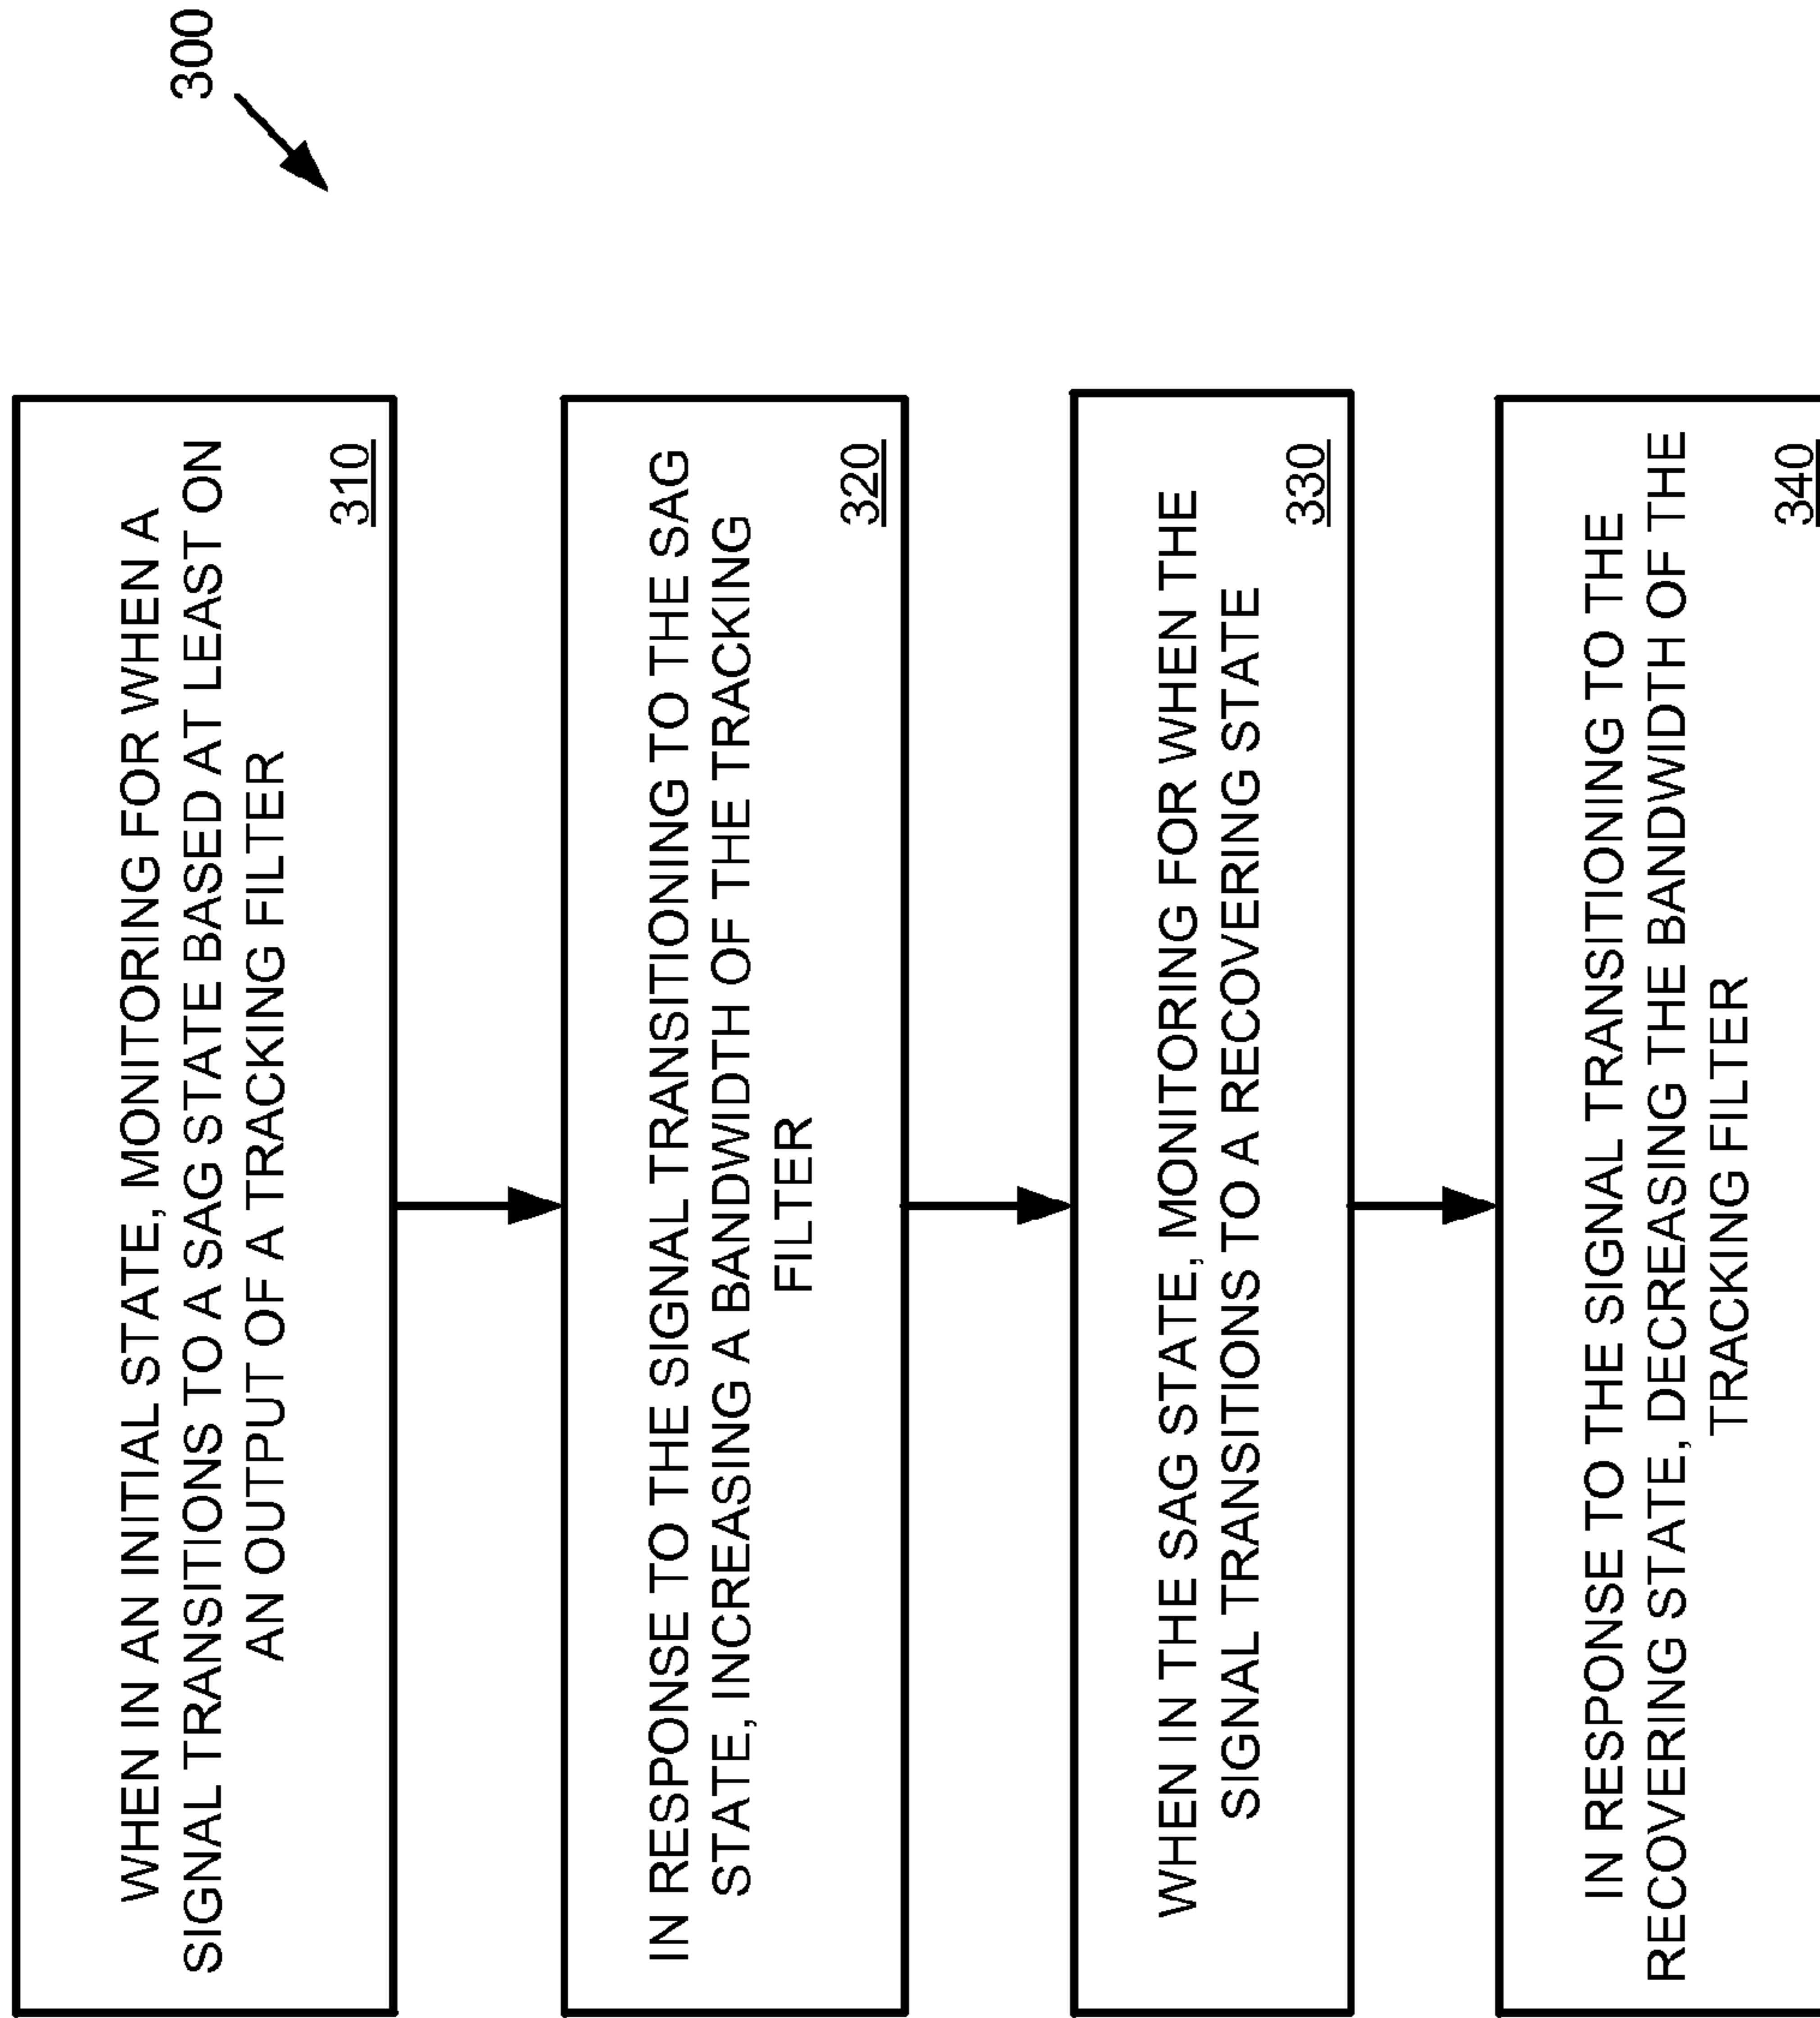 300
WHEN IN AN INITIAL STATE, MONITORING FOR WHEN A
SIGNAL TRANSITIONS TO A SAG STATE BASED AT LEAST ON
AN OUTPUT OF A TRACKING FILTER
310
IN RESPONSE TO THE SIGNAL TRANSITIONING TO THE SAG
STATE, INCREASING A BANDWIDTH OF THE TRACKING
FILTER
320
WHEN IN THE SAG STATE, MONITORING FOR WHEN THE
SIGNAL TRANSITIONS TO A RECOVERING STATE
330
IN RESPONSE TO THE SIGNAL TRANSITIONING TO THE
RECOVERING STATE, DECREASING THE BANDWIDTH OF THE
TRACKING FILTER
340